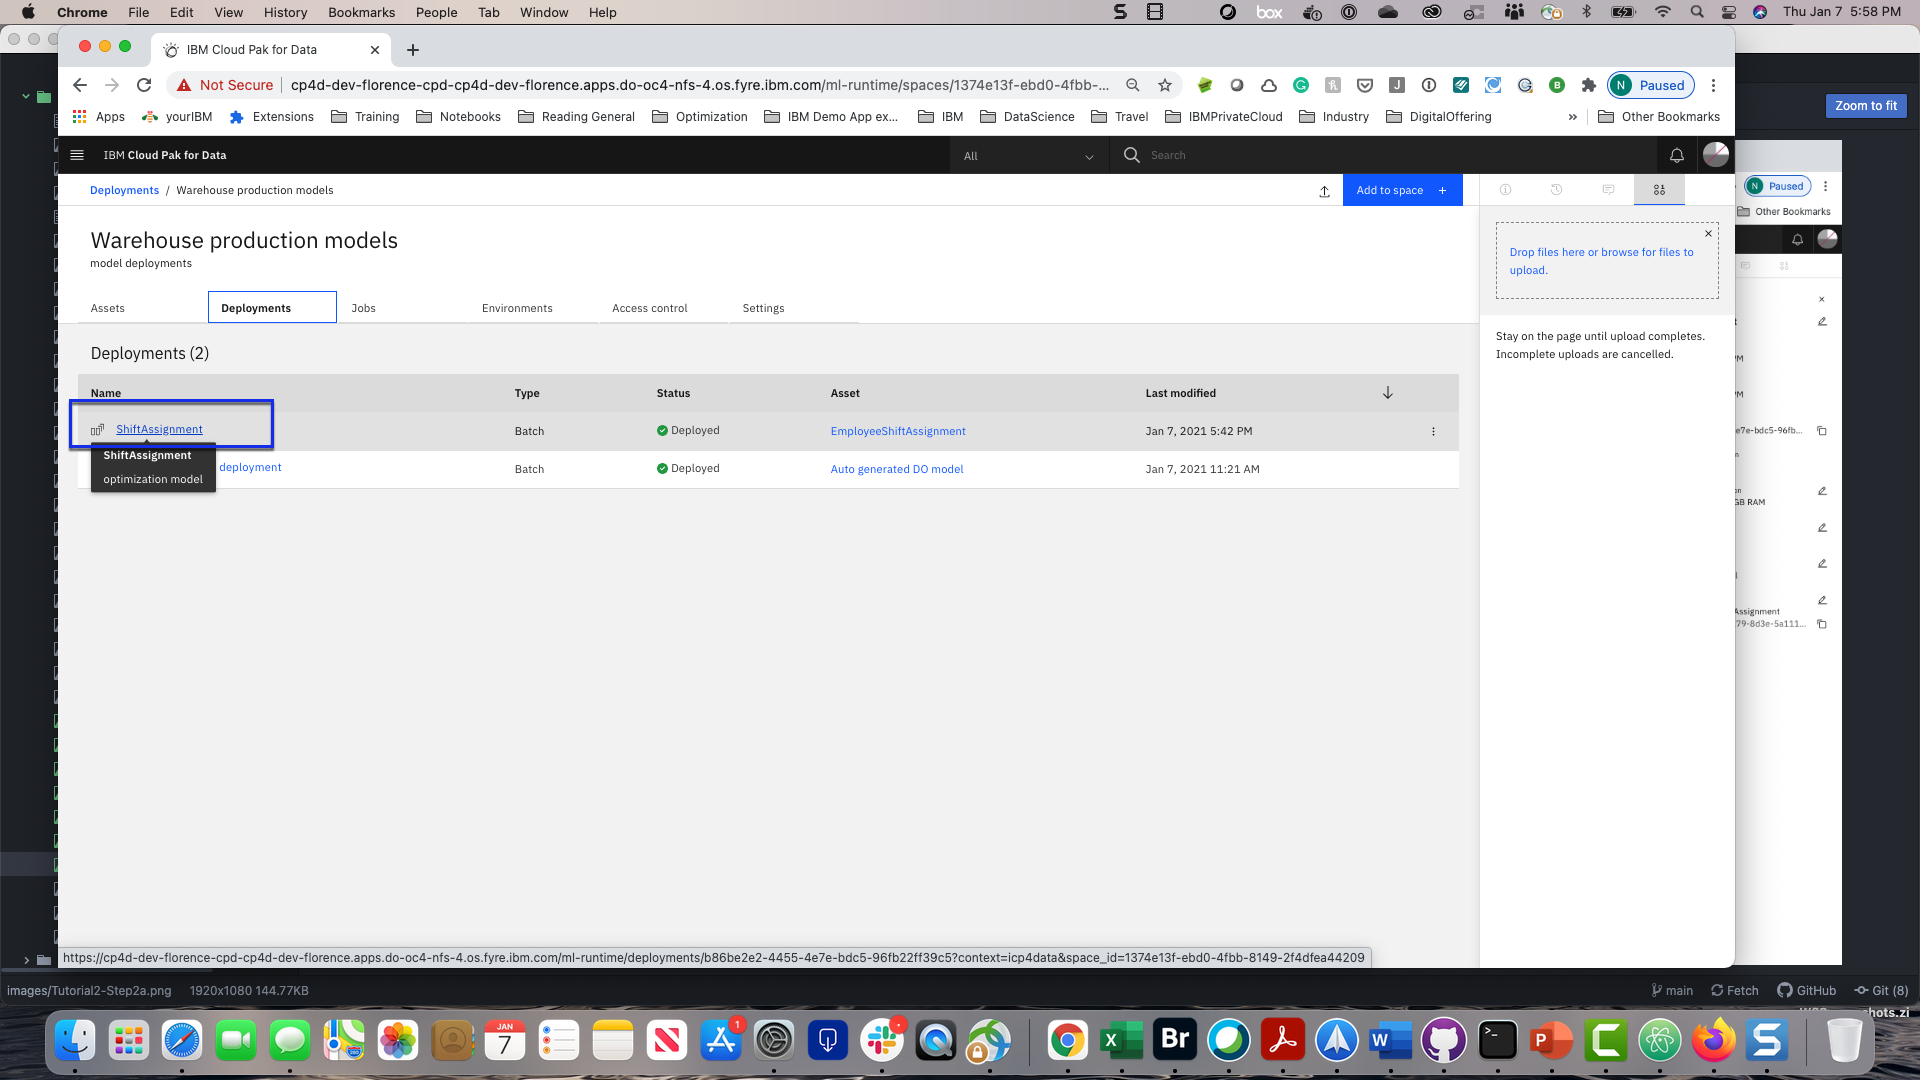 Chrome File Edit View History Bookmarks People Tab Window Help
box
Thu Jan 7 5:58 PM
IBM Cloud Pak for Data
Not Secure
cp4d-dev-florence-cpd-cp4d-dev-florence.apps.do-oc4-nfs-4.os.fyre.ibm.com/ml-runtime/spaces/1374e13f-ebd0-4fbb-...
N Paused
Apps yourIBM Extensions Training Notebooks Reading General Optimization IBM Demo App ex... IBM DataScience Travel IBMPrivateCloud Industry DigitalOffering » Other Bookmarks
Zoom to fit
IBM Cloud Pak for Data
All
Search
Deployments / Warehouse production models
Add to space +
N Paused
Other Bookmarks
Warehouse production models
model deployments
Drop files here or browse for files to
upload.
Assets Deployments Jobs Environments Access control Settings
Stay on the page until upload completes.
Incomplete uploads are cancelled.
Deployments (2)
Name Type Status Asset Last modified
ShiftAssignment Batch Deployed EmployeeShiftAssignment Jan 7, 2021 5:42 PM
ShiftAssignment
optimization model
deployment Batch Deployed Auto generated DO model Jan 7, 2021 11:21 AM
e7e-bdc5-96fb...
GB RAM
Assignment
79-8d3e-5a111...
https://cp4d-dev-florence-cpd-cp4d-dev-florence.apps.do-oc4-nfs-4.os.fyre.ibm.com/ml-runtime/deployments/b86be2e2-4455-4e7e-bdc5-96fb22ff39c5?context=icp4data&space_id=1374e13f-ebd0-4fbb-8149-2f4dfea44209
images/Tutorial2-Step2a.png 1920x1080 144.77KB
main Fetch GitHub Git (8)
hots.zi
JAN
7
1
Br